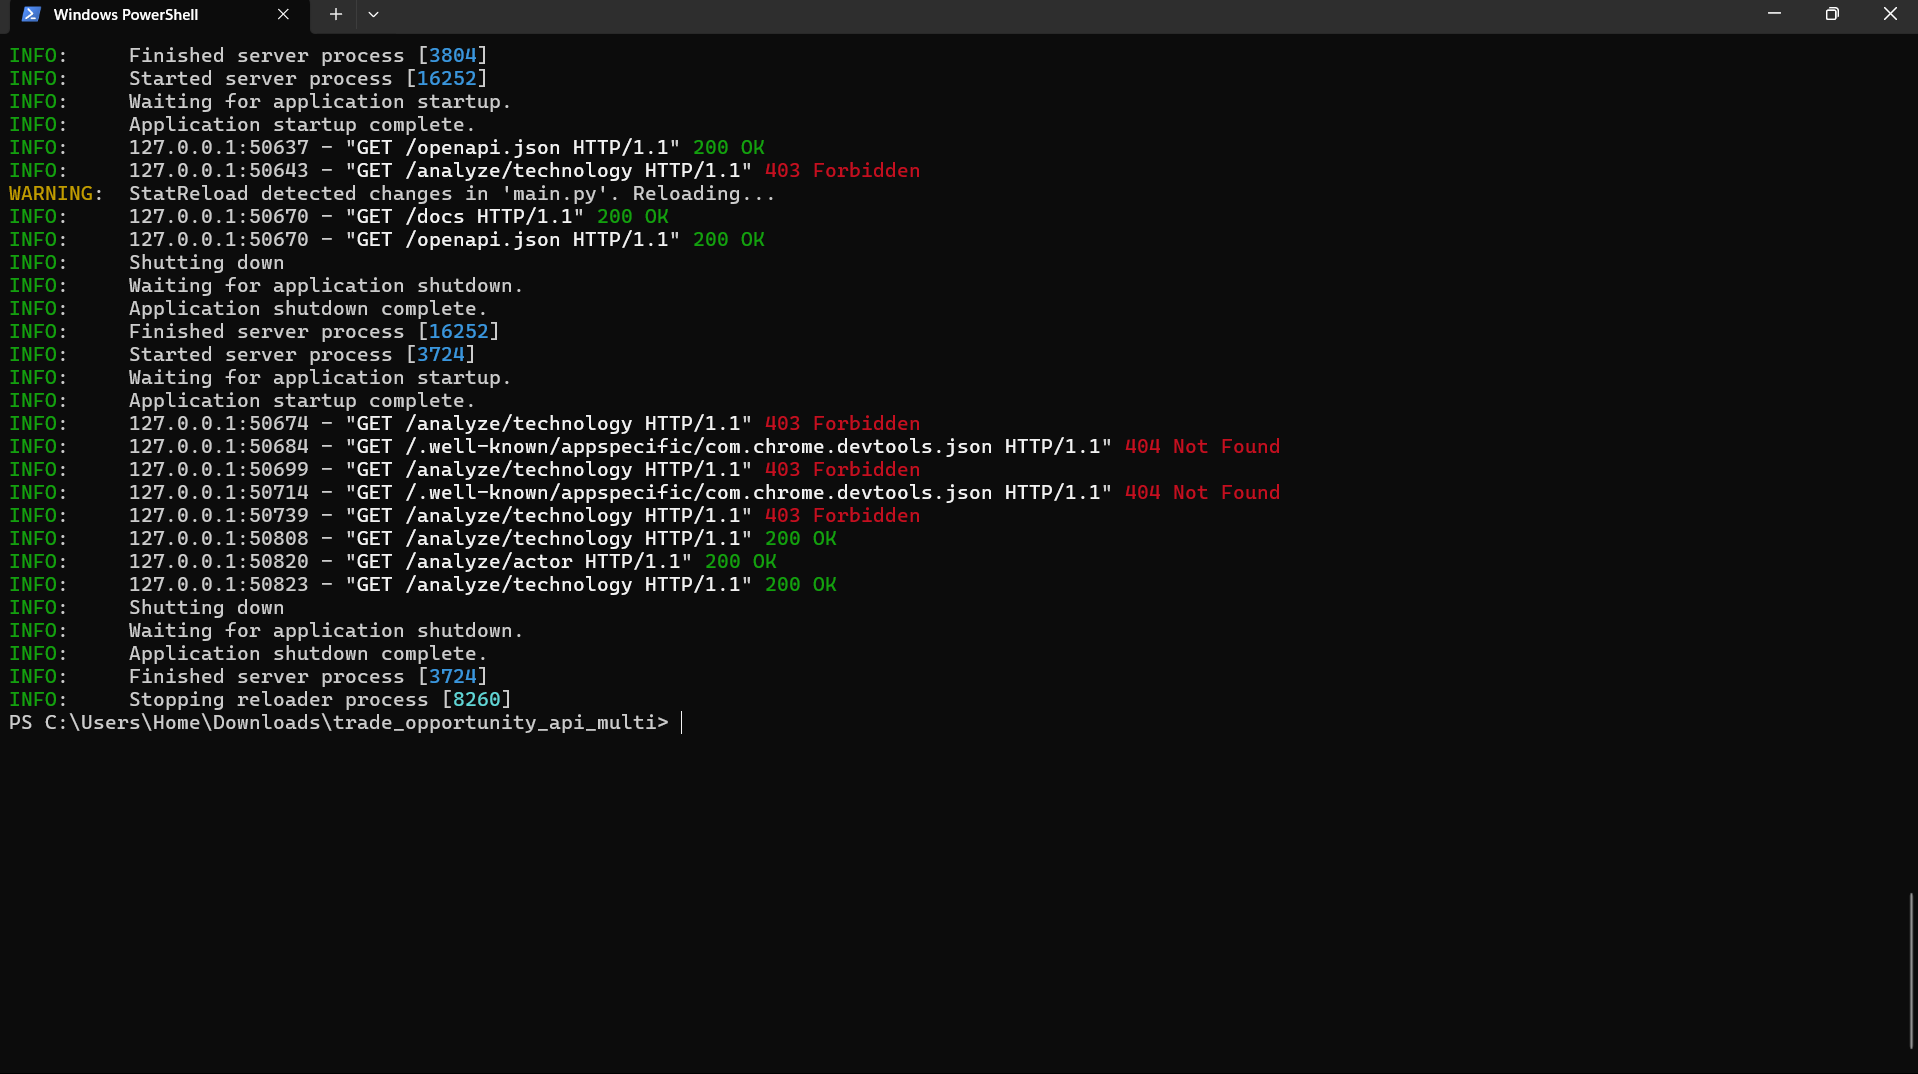 Windows PowerShell
INFO:     Finished server process [3804]
INFO:     Started server process [16252]
INFO:     Waiting for application startup.
INFO:     Application startup complete.
INFO:     127.0.0.1:50637 - "GET /openapi.json HTTP/1.1" 200 OK
INFO:     127.0.0.1:50643 - "GET /analyze/technology HTTP/1.1" 403 Forbidden
WARNING:  StatReload detected changes in 'main.py'. Reloading...
INFO:     127.0.0.1:50670 - "GET /docs HTTP/1.1" 200 OK
INFO:     127.0.0.1:50670 - "GET /openapi.json HTTP/1.1" 200 OK
INFO:     Shutting down
INFO:     Waiting for application shutdown.
INFO:     Application shutdown complete.
INFO:     Finished server process [16252]
INFO:     Started server process [3724]
INFO:     Waiting for application startup.
INFO:     Application startup complete.
INFO:     127.0.0.1:50674 - "GET /analyze/technology HTTP/1.1" 403 Forbidden
INFO:     127.0.0.1:50684 - "GET /.well-known/appspecific/com.chrome.devtools.json HTTP/1.1" 404 Not Found
INFO:     127.0.0.1:50699 - "GET /analyze/technology HTTP/1.1" 403 Forbidden
INFO:     127.0.0.1:50714 - "GET /.well-known/appspecific/com.chrome.devtools.json HTTP/1.1" 404 Not Found
INFO:     127.0.0.1:50739 - "GET /analyze/technology HTTP/1.1" 403 Forbidden
INFO:     127.0.0.1:50808 - "GET /analyze/technology HTTP/1.1" 200 OK
INFO:     127.0.0.1:50820 - "GET /analyze/actor HTTP/1.1" 200 OK
INFO:     127.0.0.1:50823 - "GET /analyze/technology HTTP/1.1" 200 OK
INFO:     Shutting down
INFO:     Waiting for application shutdown.
INFO:     Application shutdown complete.
INFO:     Finished server process [3724]
INFO:     Stopping reloader process [8260]
PS C:\Users\Home\Downloads\trade_opportunity_api_multi>